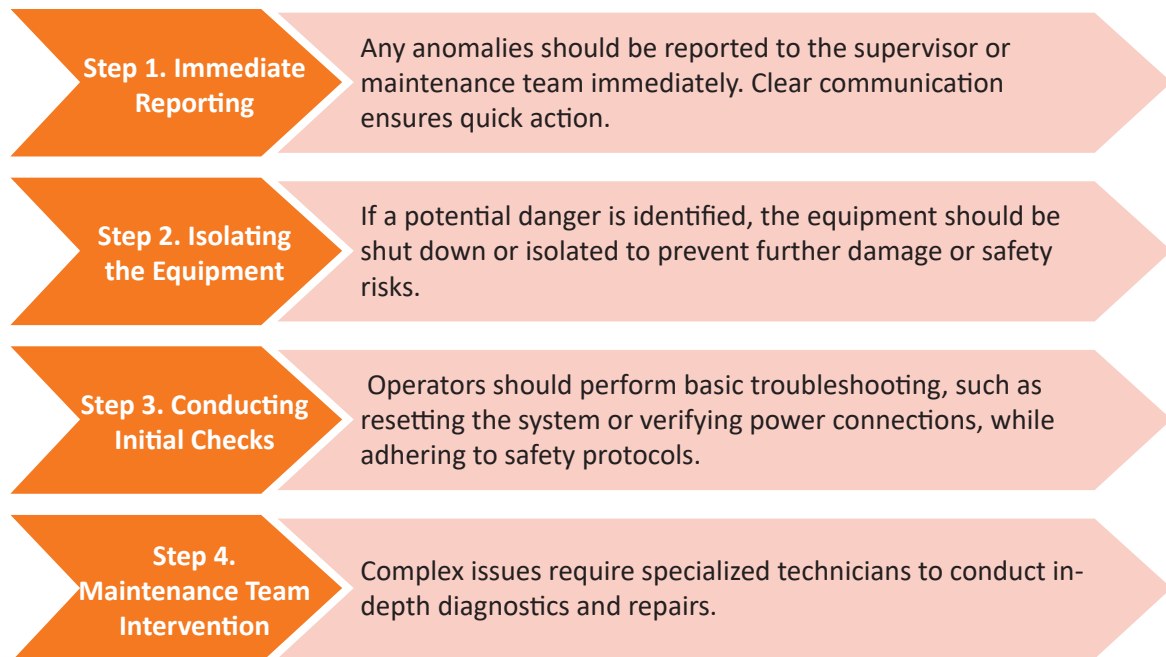 Step 1. Immediate
Reporting
Any anomalies should be reported to the supervisor or
maintenance team immediately. Clear communication
ensures quick action.
Step 2. Isolating
the Equipment
If a potential danger is identified, the equipment should be
shut down or isolated to prevent further damage or safety
risks.
Step 3. Conducting
Initial Checks
Operators should perform basic troubleshooting, such as
resetting the system or verifying power connections, while
adhering to safety protocols.
Step 4.
Maintenance Team
Intervention
Complex issues require specialized technicians to conduct in-
depth diagnostics and repairs.